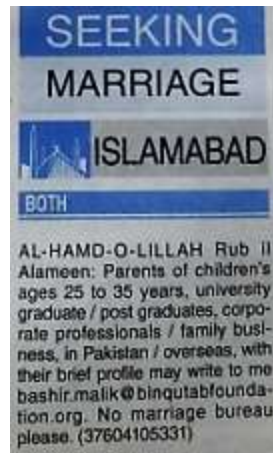 SEEKING
MARRIAGE
ISLAMABAD
BOTH
AL-HAMD-O-LILLAH Rub il
Alameen: Parents of children's
ages 25 to 35 years, university
graduate / post graduates, corpo-
rate professionals / family busi-
ness, in Pakistan / overseas, with
their brief profile may write to me
bashir.malik@binqutabfounda-
tion.org. No marriage bureau
please. (37604105331)